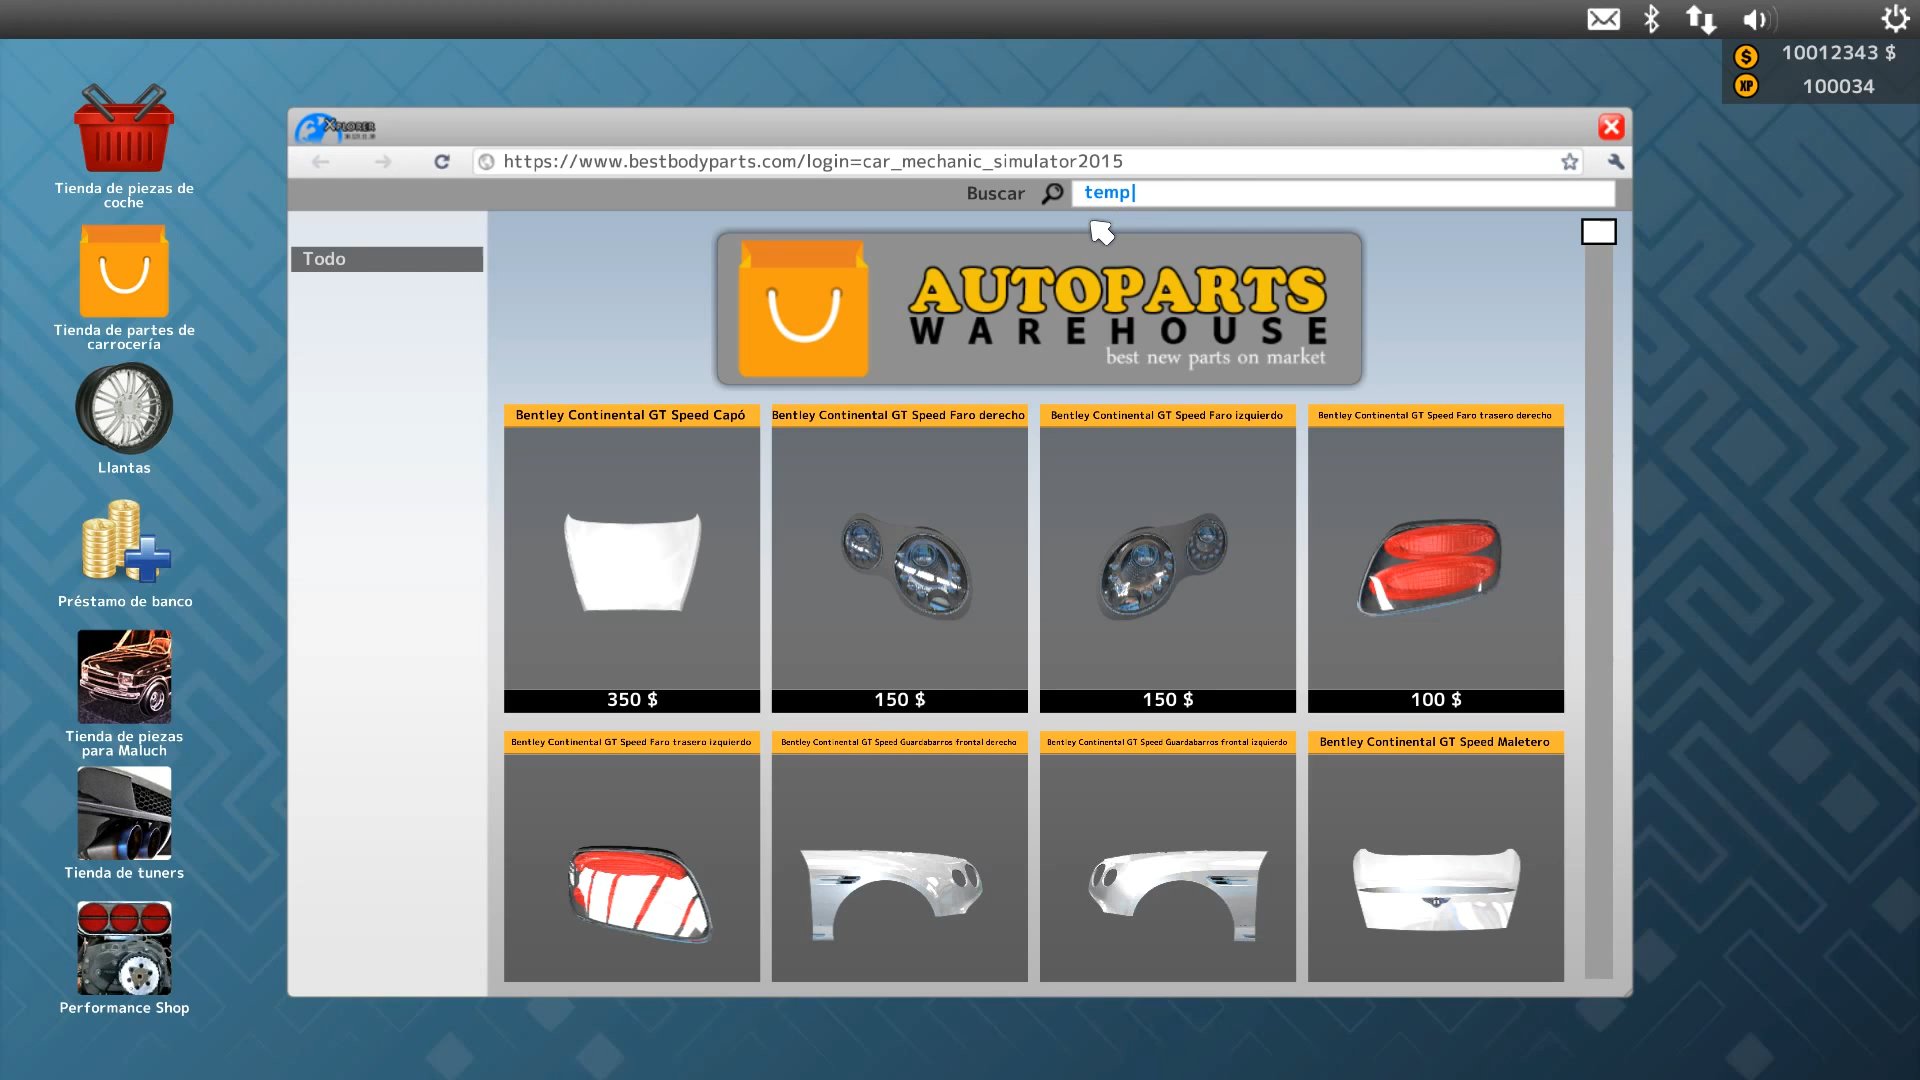 10012343 $
XP
100034
XPLORER
https://www.bestbodyparts.com/login=car_mechanic_simulator2015
Buscar
temp
Todo
AUTOPARTS
WAREHOUSE
best new parts on market
Tienda de piezas de
coche
Tienda de partes de
carrocería
Llantas
Préstamo de banco
Tienda de piezas
para Maluch
Tienda de tuners
Performance Shop
Bentley Continental GT Speed Capó
Bentley Continental GT Speed Faro derecho
Bentley Continental GT Speed Faro izquierdo
Bentley Continental GT Speed Faro trasero derecho
350 $
150 $
150 $
100 $
Bentley Continental GT Speed Faro trasero izquierdo
Bentley Continental GT Speed Guardabarros frontal derecho
Bentley Continental GT Speed Guardabarros frontal izquierdo
Bentley Continental GT Speed Maletero